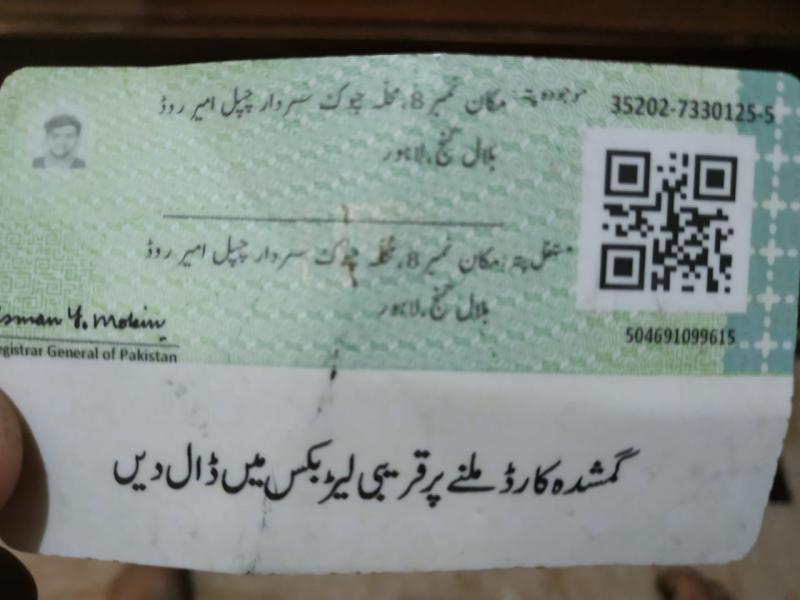 موجودہ پتہ: مکان نمبر 8، محلہ چوک سردار چپل امیر روڈ
بلال گنج، لاہور
35202-7330125-5
مستقل پتہ: مکان نمبر 8، محلہ چوک سردار چپل امیر روڈ
بلال گنج، لاہور
504691099615
sman Y. Mobin
egistrar General of Pakistan
گمشدہ کارڈ ملنے پر قریبی لیٹر بکس میں ڈال دیں